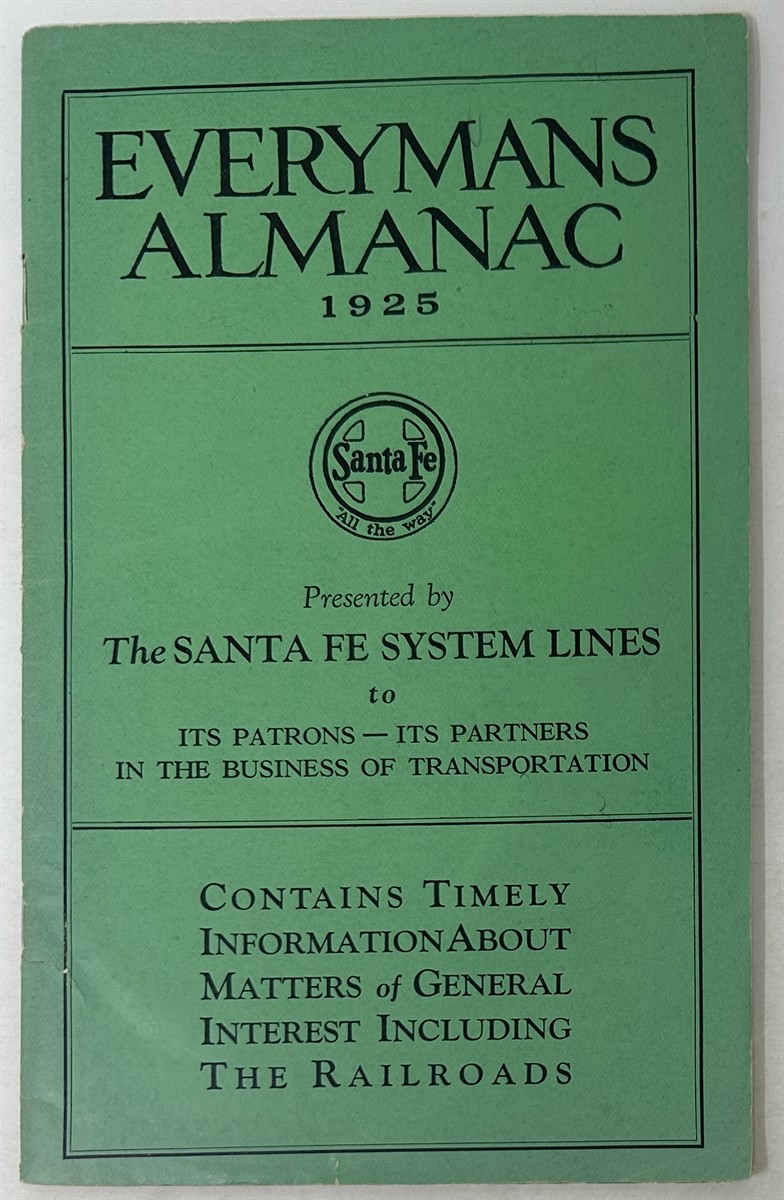 EVERYMANS
ALMANAC
1925
Santa Fe
"All the way"
Presented by
The SANTA FE SYSTEM LINES
to
ITS PATRONS — ITS PARTNERS
IN THE BUSINESS OF TRANSPORTATION
CONTAINS TIMELY
INFORMATION ABOUT
MATTERS of GENERAL
INTEREST INCLUDING
THE RAILROADS